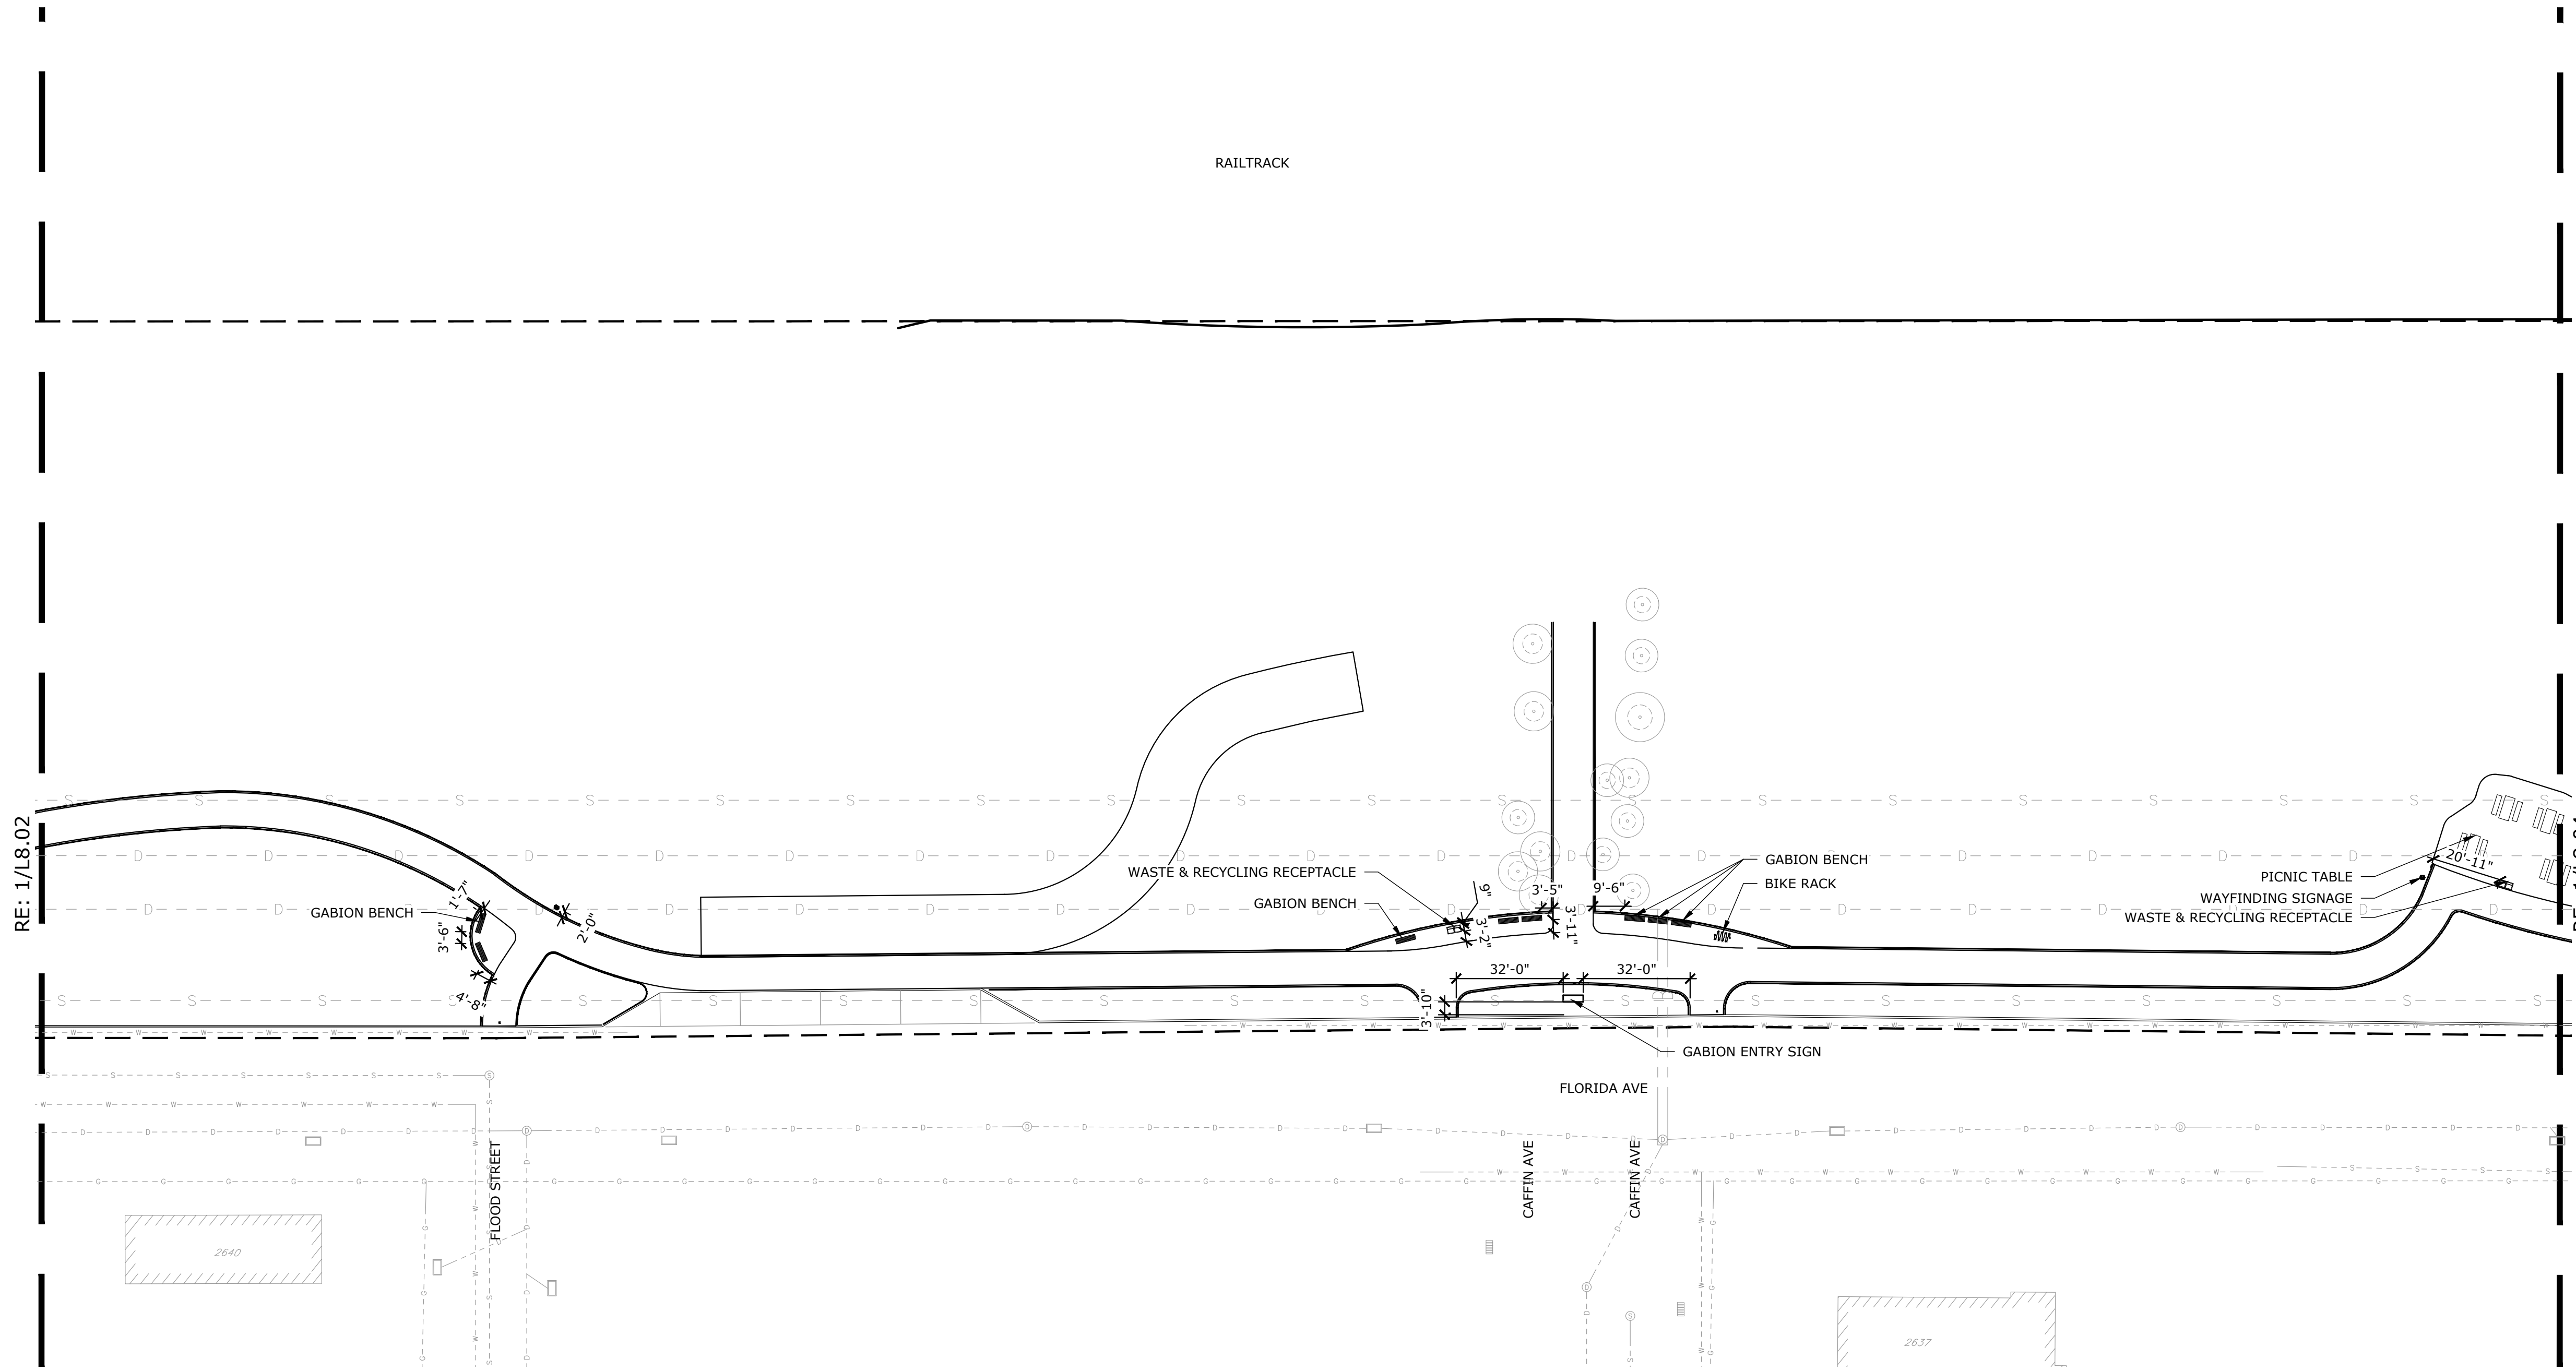 RAILTRACK
RE: 1/L8.02
GABION BENCH
1'-7"
3'-6"
4'-8"
2'-0"
WASTE & RECYCLING RECEPTACLE
GABION BENCH
9"
3'-2"
3'-5"
3'-11"
9'-6"
GABION BENCH
BIKE RACK
32'-0"
32'-0"
3'-10"
GABION ENTRY SIGN
PICNIC TABLE
WAYFINDING SIGNAGE
WASTE & RECYCLING RECEPTACLE
20'-11"
FLORIDA AVE
FLOOD STREET
CAFFIN AVE
CAFFIN AVE
2640
2637